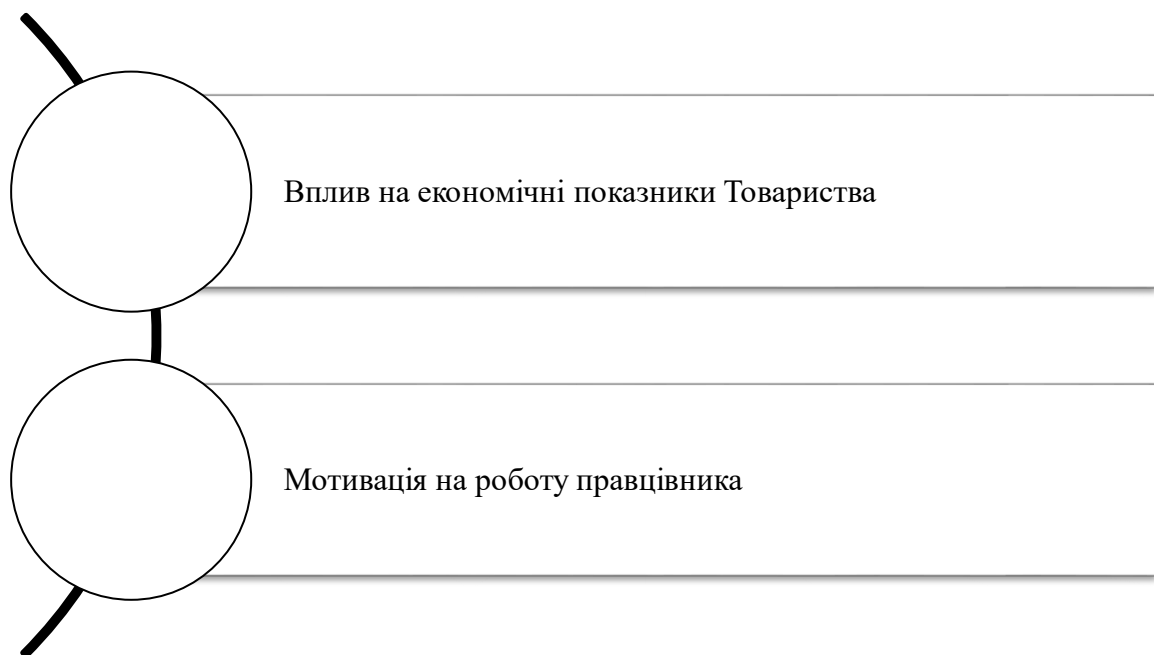 Вплив на економічні показники Товариства
Мотивація на роботу правцівника